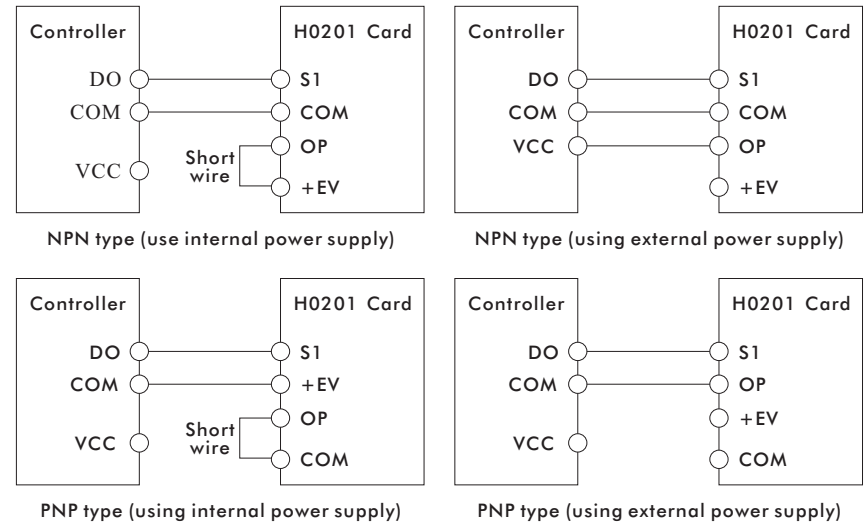 Controller
H0201 Card
DO
S1
COM
COM
OP
Short
wire
VCC
+EV
NPN type (use internal power supply)
Controller
H0201 Card
DO
S1
COM
COM
VCC
OP
+EV
NPN type (using external power supply)
Controller
H0201 Card
DO
S1
COM
+EV
OP
Short
wire
VCC
COM
PNP type (using internal power supply)
Controller
H0201 Card
DO
S1
COM
OP
+EV
VCC
COM
PNP type (using external power supply)